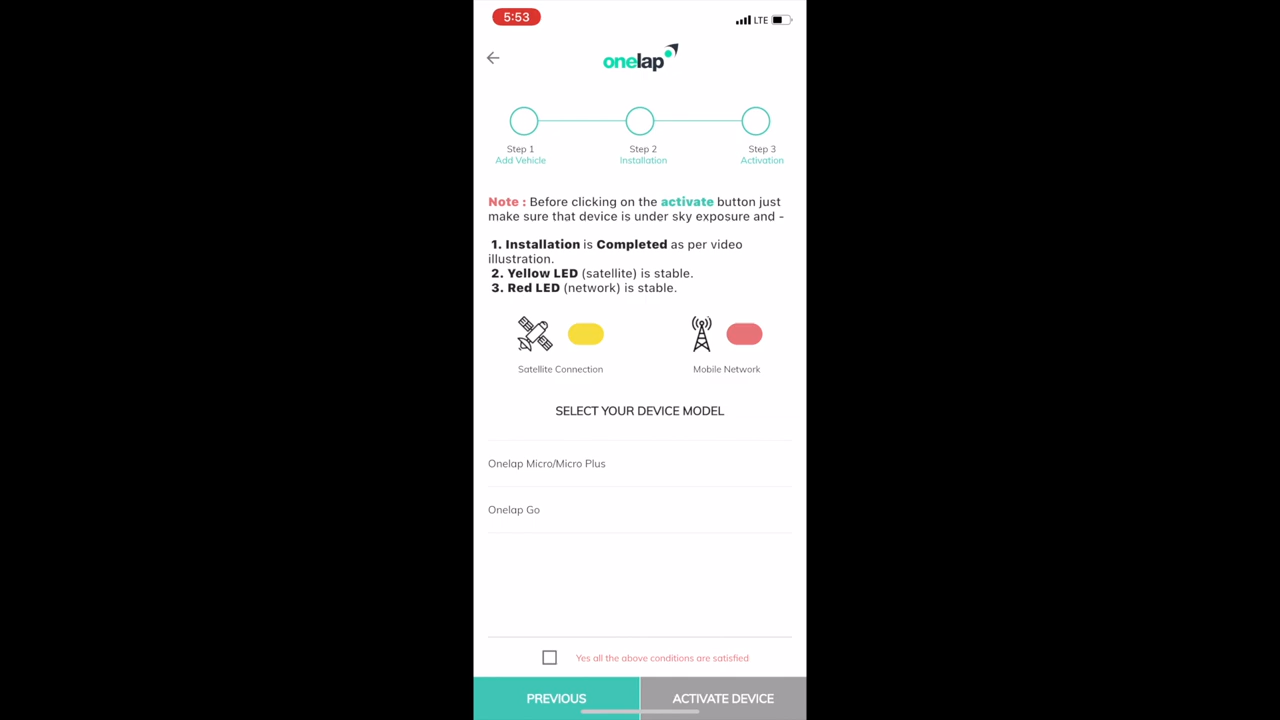 5:53
LTE
onelap
Step 1
Add Vehicle
Step 2
Installation
Step 3
Activation
Note : Before clicking on the activate button just
make sure that device is under sky exposure and -
1. Installation is Completed as per video
illustration.
2. Yellow LED (satellite) is stable.
3. Red LED (network) is stable.
Satellite Connection
Mobile Network
SELECT YOUR DEVICE MODEL
Onelap Micro/Micro Plus
Onelap Go
Yes all the above conditions are satisfied
PREVIOUS
ACTIVATE DEVICE